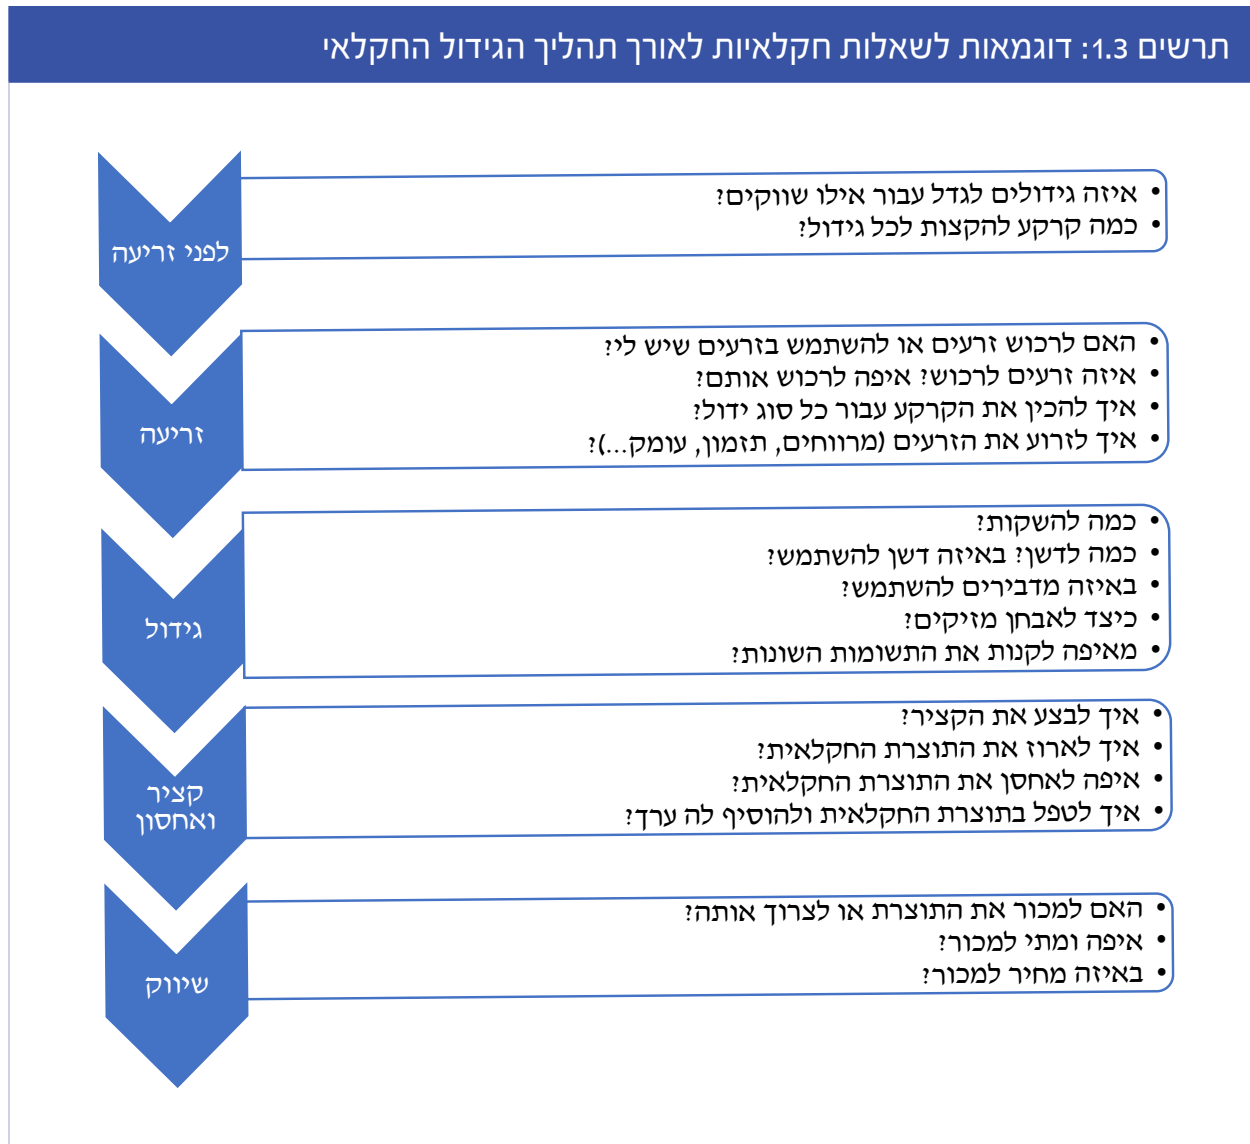 תרשים 1.3: דוגמאות לשאלות חקלאיות לאורך תהליך הגידול החקלאי
לפני זריעה
• איזה גידולים לגדל עבור אילו שווקים?
• כמה קרקע להקצות לכל גידול?
זריעה
• האם לרכוש זרעים או להשתמש בזרעים שיש לי?
• איזה זרעים לרכוש? איפה לרכוש אותם?
• איך להכין את הקרקע עבור כל סוג ידול?
• איך לזרוע את הזרעים (מרווחים, תזמון, עומק...)?
גידול
• כמה להשקות?
• כמה לדשן? באיזה דשן להשתמש?
• באיזה מדבירים להשתמש?
• כיצד לאבחן מזיקים?
• מאיפה לקנות את התשומות השונות?
קציר
ואחסון
• איך לבצע את הקציר?
• איך לארוז את התוצרת החקלאית?
• איפה לאחסן את התוצרת החקלאית?
• איך לטפל בתוצרת החקלאית ולהוסיף לה ערך?
שיווק
• האם למכור את התוצרת או לצרוך אותה?
• איפה ומתי למכור?
• באיזה מחיר למכור?